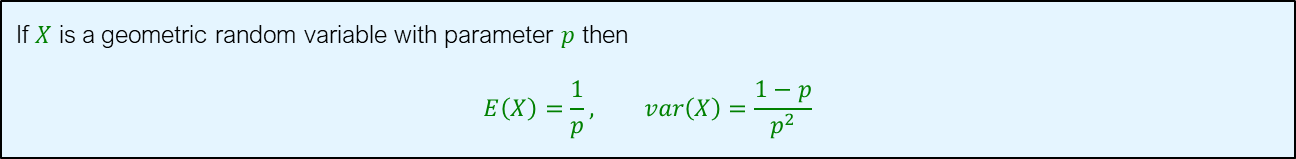 If X is a geometric random variable with parameter p then
E(X) = 1/p, var(X) = (1 − p)/p²